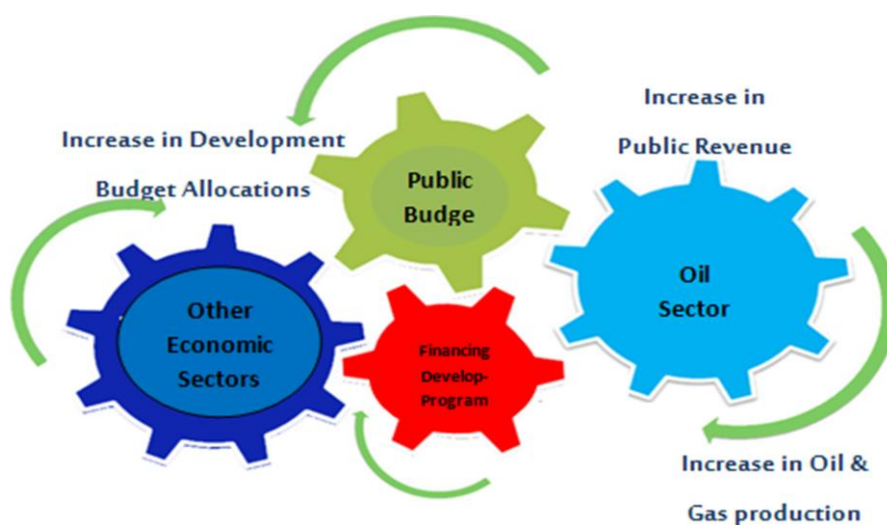 Increase in
Public Revenue
Increase in Development
Budget Allocations
Public
Budge
Oil
Sector
Other
Economic
Sectors
Financing
Develop-
Program
Increase in Oil &
Gas production